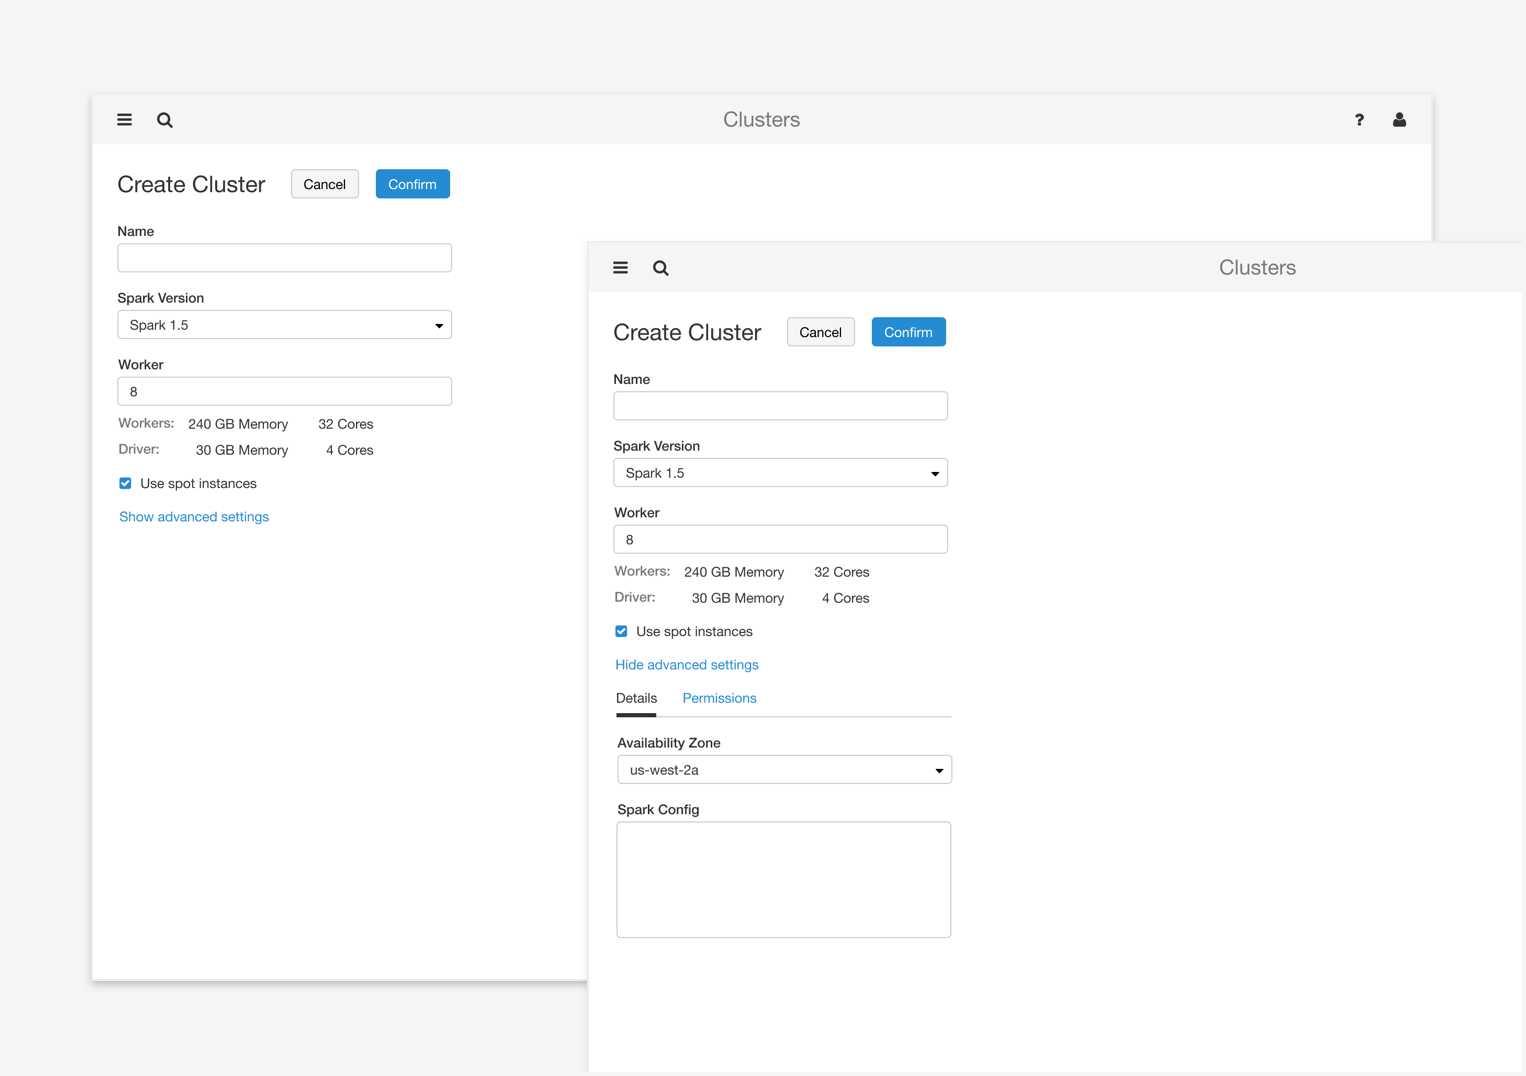 Clusters
?
Create Cluster Cancel Confirm
Name
Spark Version
Spark 1.5
Worker
8
Workers: 240 GB Memory 32 Cores
Driver: 30 GB Memory 4 Cores
Use spot instances
Show advanced settings
Clusters
Create Cluster Cancel Confirm
Name
Spark Version
Spark 1.5
Worker
8
Workers: 240 GB Memory 32 Cores
Driver: 30 GB Memory 4 Cores
Use spot instances
Hide advanced settings
Details Permissions
Availability Zone
us-west-2a
Spark Config